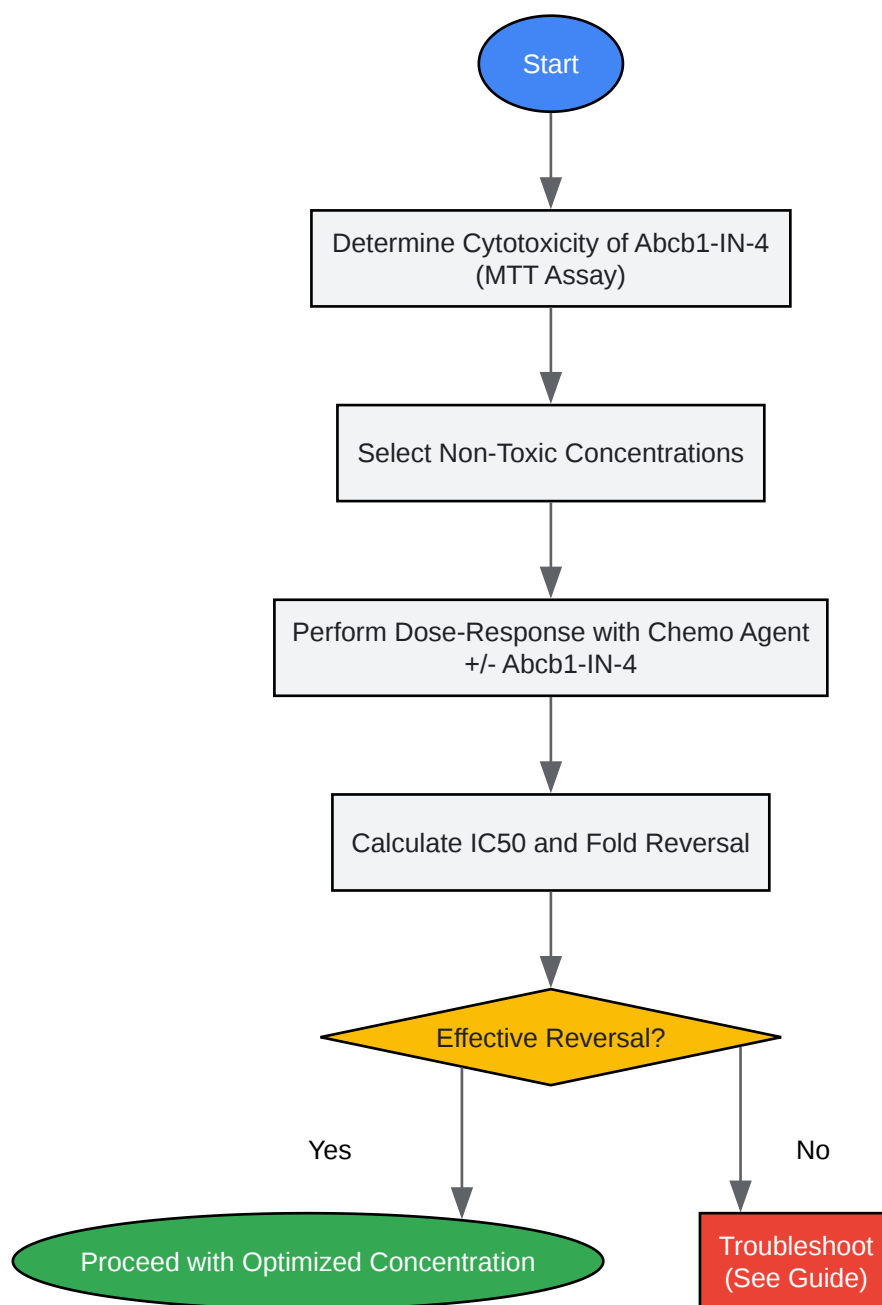 Start
Determine Cytotoxicity of Abcb1-IN-4
(MTT Assay)
Select Non-Toxic Concentrations
Perform Dose-Response with Chemo Agent
+/- Abcb1-IN-4
Calculate IC50 and Fold Reversal
Effective Reversal?
Yes
No
Proceed with Optimized Concentration
Troubleshoot
(See Guide)